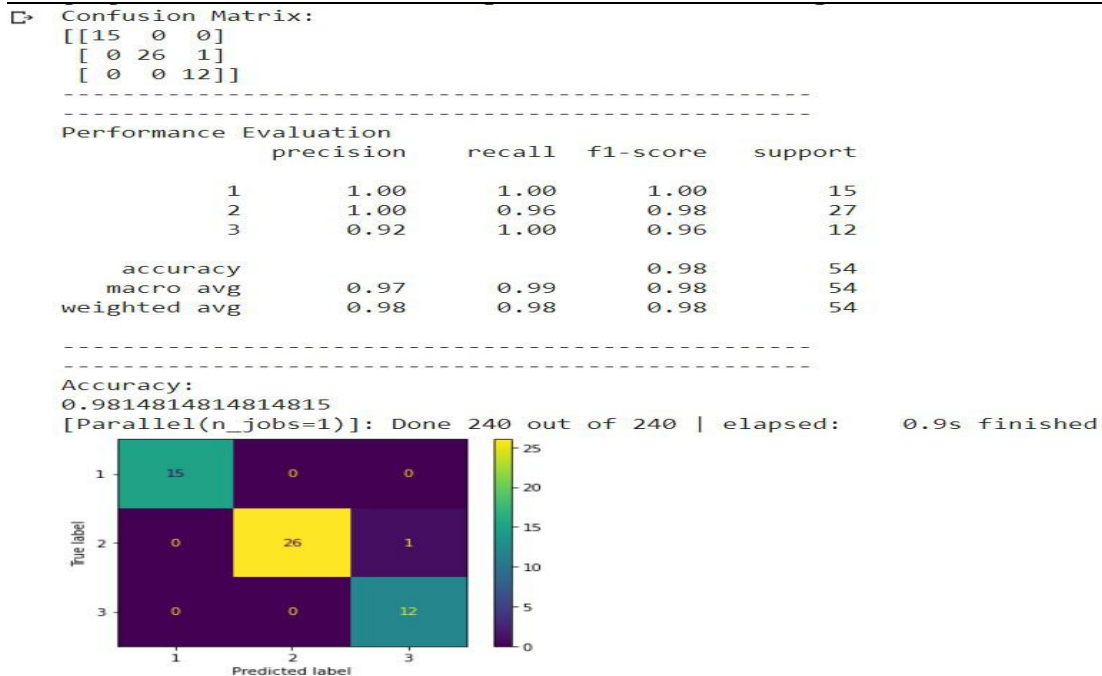 Confusion Matrix:
[[15 0 0]
[ 0 26 1]
[ 0 0 12]]
----------------------------------------------------
----------------------------------------------------
Performance Evaluation
precision recall f1-score support
1 1.00 1.00 1.00 15
2 1.00 0.96 0.98 27
3 0.92 1.00 0.96 12
accuracy 0.98 54
macro avg 0.97 0.99 0.98 54
weighted avg 0.98 0.98 0.98 54
----------------------------------------------------
----------------------------------------------------
Accuracy:
0.9814814814814815
[Parallel(n_jobs=1)]: Done 240 out of 240 | elapsed: 0.9s finished
True label
1 15 0 0
2 0 26 1
3 0 0 12
1 2 3
Predicted label
25
20
15
10
5
0